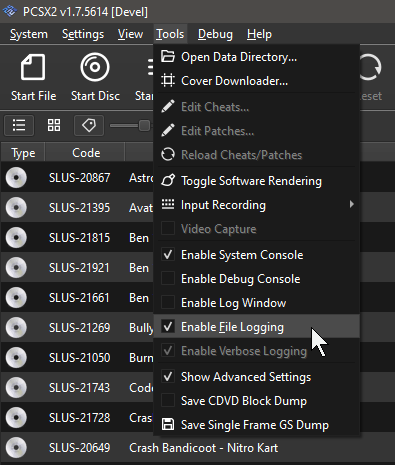 PCSX2 v1.7.5614 [Devel]
System Settings View Tools Help
Start File Start Disc
Open Data Directory...
Cover Downloader...
Edit Cheats...
Edit Patches...
Reload Cheats/Patches
Toggle Software Rendering
Input Recording
Video Capture
Enable System Console
Enable Debug Console
Enable Log Window
Enable File Logging
Enable Verbose Logging
Show Advanced Settings
Save CDVD Block Dump
Save Single Frame GS Dump
Type Code
SLUS-20867 Astro
SLUS-21395 Avat
SLUS-21815 Ben
SLUS-21921 Ben
SLUS-21661 Ben
SLUS-21269 Bully
SLUS-21050 Burn
SLUS-21743 Code
SLUS-21728 Cras
SLUS-20649 Crash Bandicoot - Nitro Kart